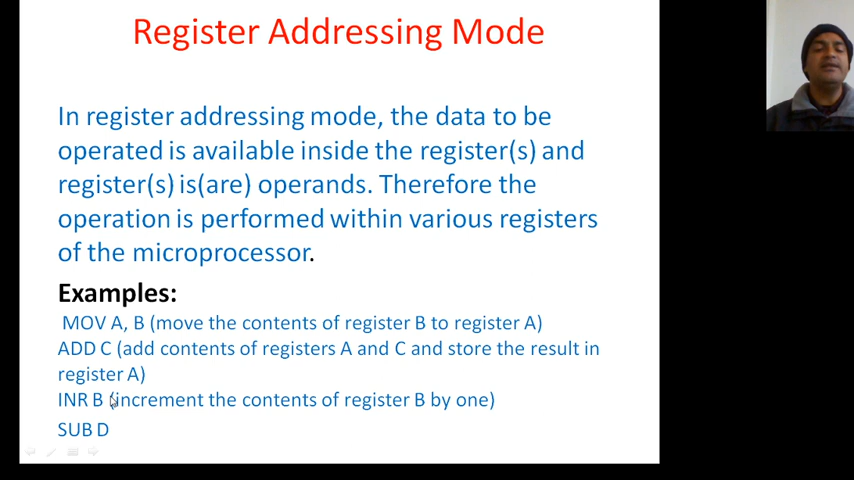 Register Addressing Mode
In register addressing mode, the data to be
operated is available inside the register(s) and
register(s) is(are) operands. Therefore the
operation is performed within various registers
of the microprocessor.
Examples:
MOV A, B (move the contents of register B to register A)
ADD C (add contents of registers A and C and store the result in
register A)
INR B (increment the contents of register B by one)
SUB D